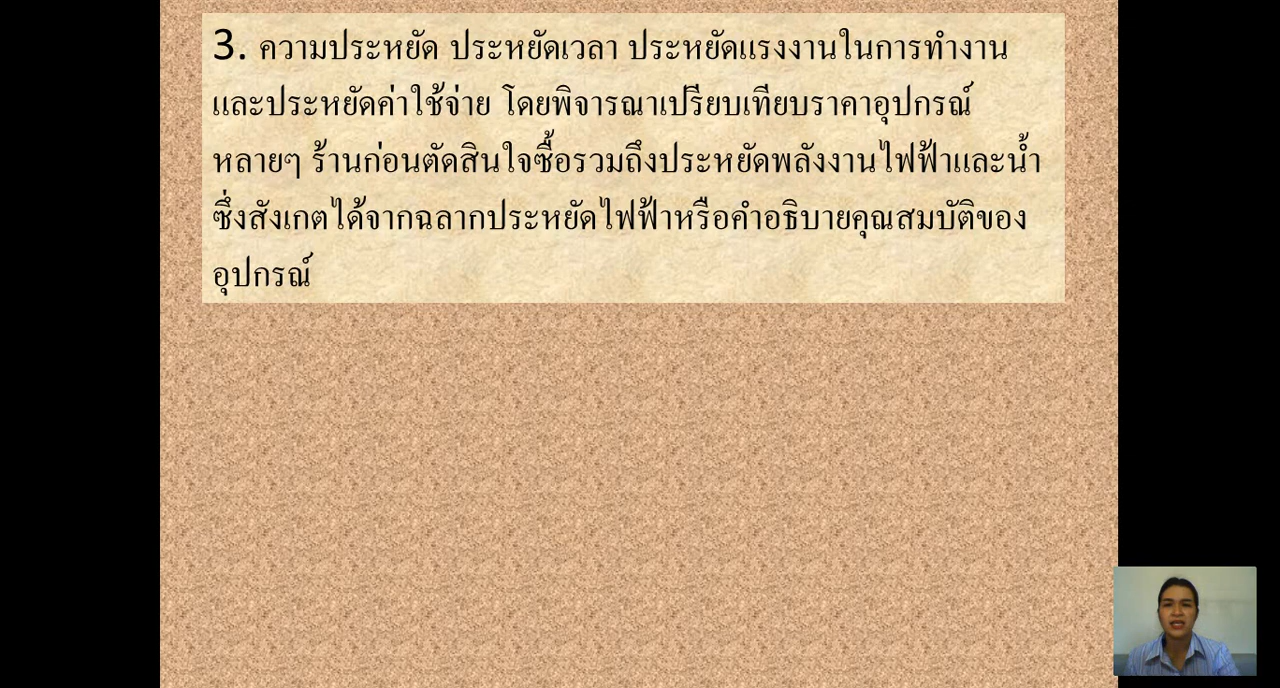 3. ความประหยัด ประหยัดเวลา ประหยัดแรงงานในการทำงาน
และประหยัดค่าใช้จ่าย โดยพิจารณาเปรียบเทียบราคาอุปกรณ์
หลายๆ ร้านก่อนตัดสินใจซื้อรวมถึงประหยัดพลังงานไฟฟ้าและน้ำ
ซึ่งสังเกตได้จากฉลากประหยัดไฟฟ้าหรือคำอธิบายคุณสมบัติของ
อุปกรณ์